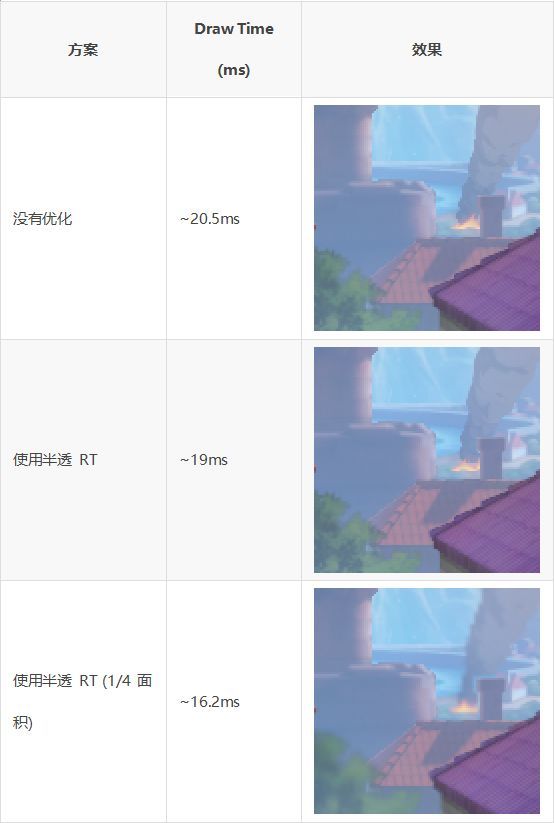 方案
Draw Time
(ms)
效果
没有优化
~20.5ms
使用半透 RT
~19ms
使用半透 RT (1/4 面
积)
~16.2ms